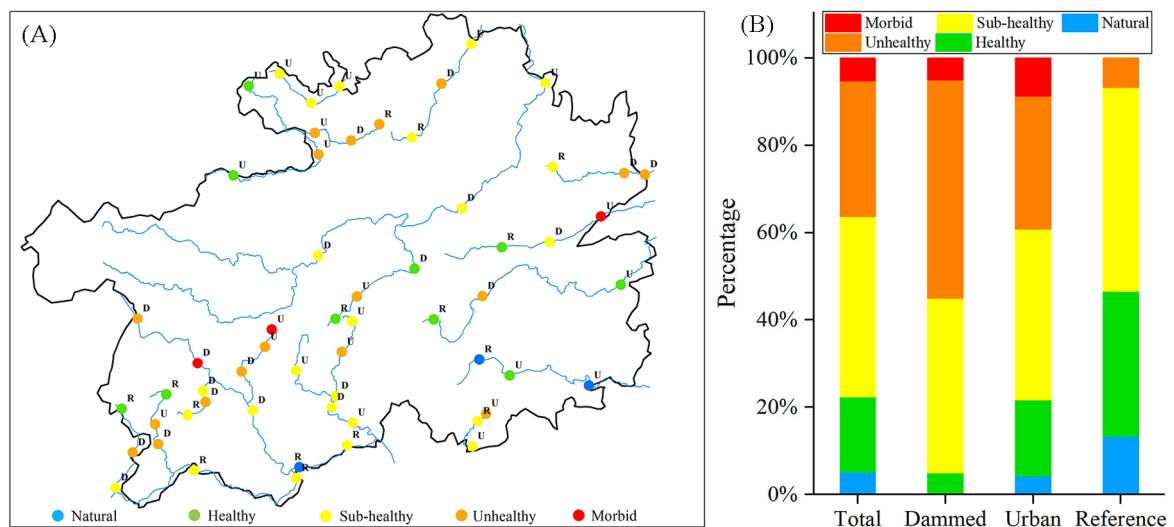 (A)
U
U
U
U
D
U
U
D
R
R
U
U
R
D
D
D
U
R
D
D
D
U
U
R
D
R
D
U
U
U
D
D
U
U
R
U
U
R
R
D
D
R
U
D
D
D
D
U
R
U
U
R
R
R
R
D
Natural Healthy Sub-healthy Unhealthy Morbid
(B)
Morbid Sub-healthy Natural
Unhealthy Healthy
100%
80%
60%
40%
20%
0%
Percentage
Total Dammed Urban Reference